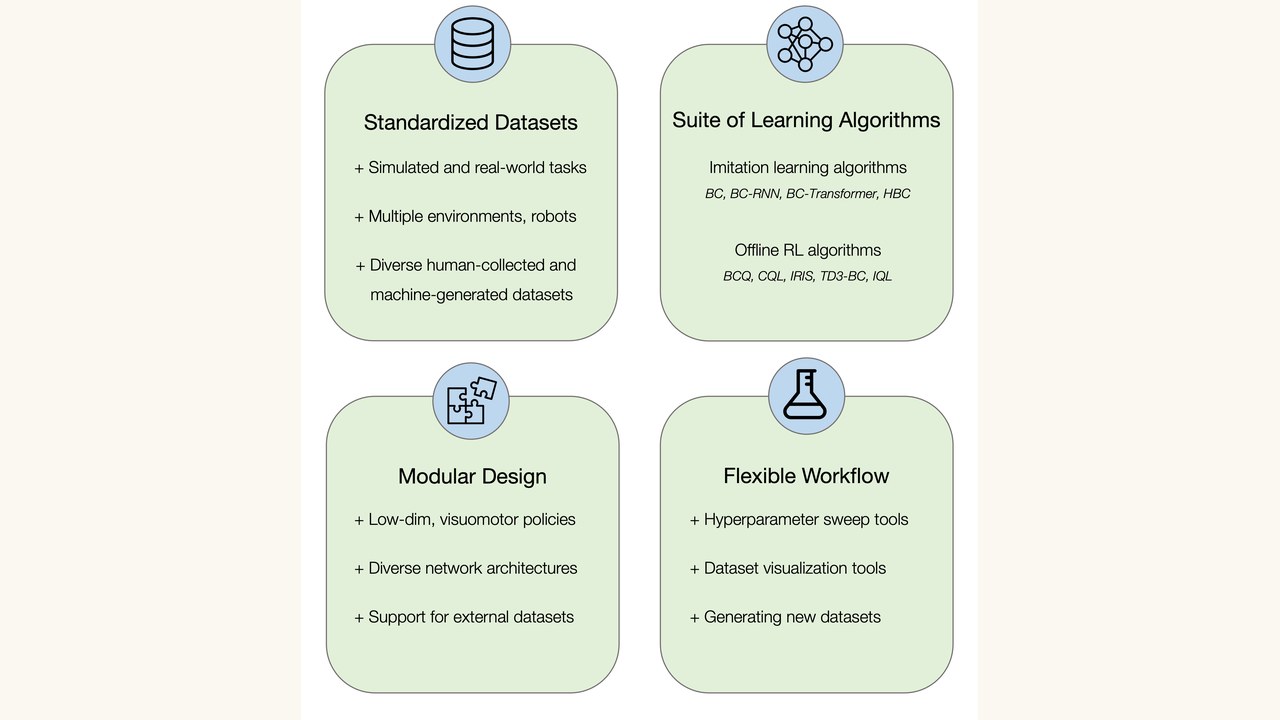 Standardized Datasets
+ Simulated and real-world tasks
+ Multiple environments, robots
+ Diverse human-collected and
machine-generated datasets
Suite of Learning Algorithms
Imitation learning algorithms
BC, BC-RNN, BC-Transformer, HBC
Offline RL algorithms
BCQ, CQL, IRIS, TD3-BC, IQL
Modular Design
+ Low-dim, visuomotor policies
+ Diverse network architectures
+ Support for external datasets
Flexible Workflow
+ Hyperparameter sweep tools
+ Dataset visualization tools
+ Generating new datasets